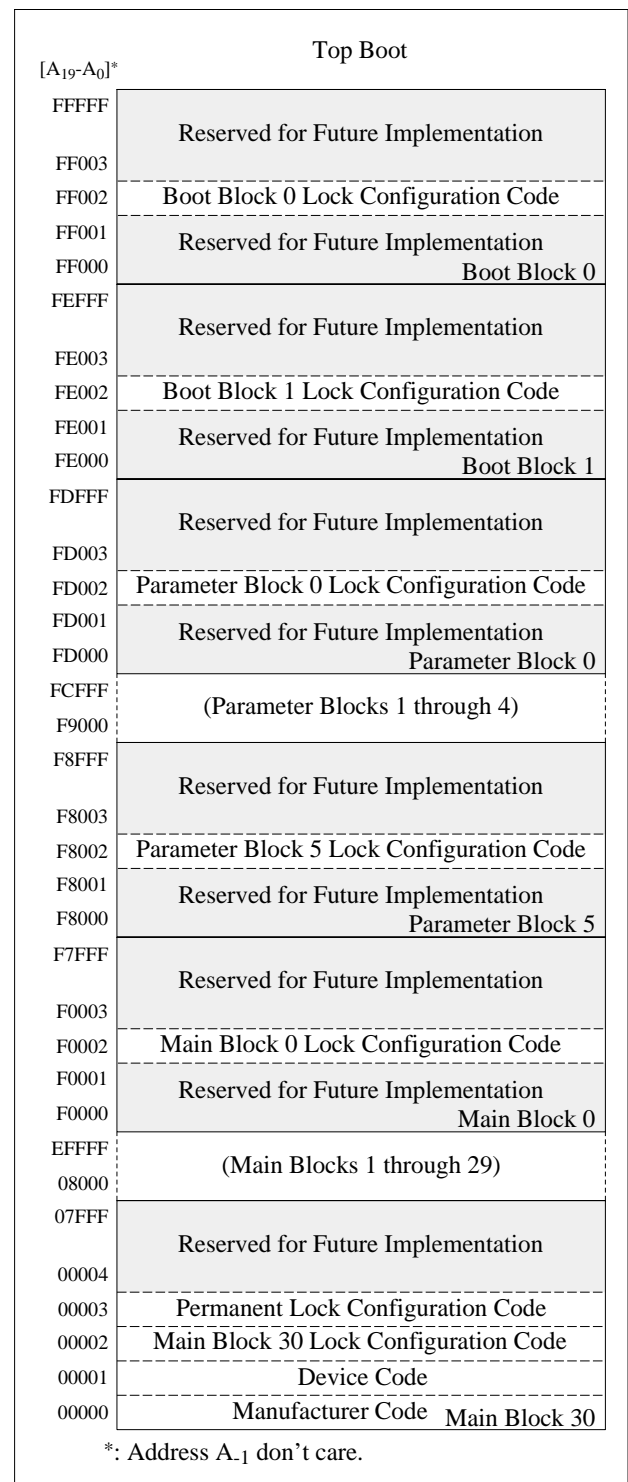 Top Boot
[A19-A0]*
FFFFF
Reserved for Future Implementation
FF003
FF002 Boot Block 0 Lock Configuration Code
FF001
Reserved for Future Implementation
FF000 Boot Block 0
FEFFF
Reserved for Future Implementation
FE003
FE002 Boot Block 1 Lock Configuration Code
FE001
Reserved for Future Implementation
FE000 Boot Block 1
FDFFF
Reserved for Future Implementation
FD003
FD002 Parameter Block 0 Lock Configuration Code
FD001
Reserved for Future Implementation
FD000 Parameter Block 0
FCFFF
(Parameter Blocks 1 through 4)
F9000
F8FFF
Reserved for Future Implementation
F8003
F8002 Parameter Block 5 Lock Configuration Code
F8001
Reserved for Future Implementation
F8000 Parameter Block 5
F7FFF
Reserved for Future Implementation
F0003
F0002 Main Block 0 Lock Configuration Code
F0001
Reserved for Future Implementation
F0000 Main Block 0
EFFFF
(Main Blocks 1 through 29)
08000
07FFF
Reserved for Future Implementation
00004
00003 Permanent Lock Configuration Code
00002 Main Block 30 Lock Configuration Code
00001 Device Code
00000 Manufacturer Code Main Block 30
*: Address A-1 don't care.